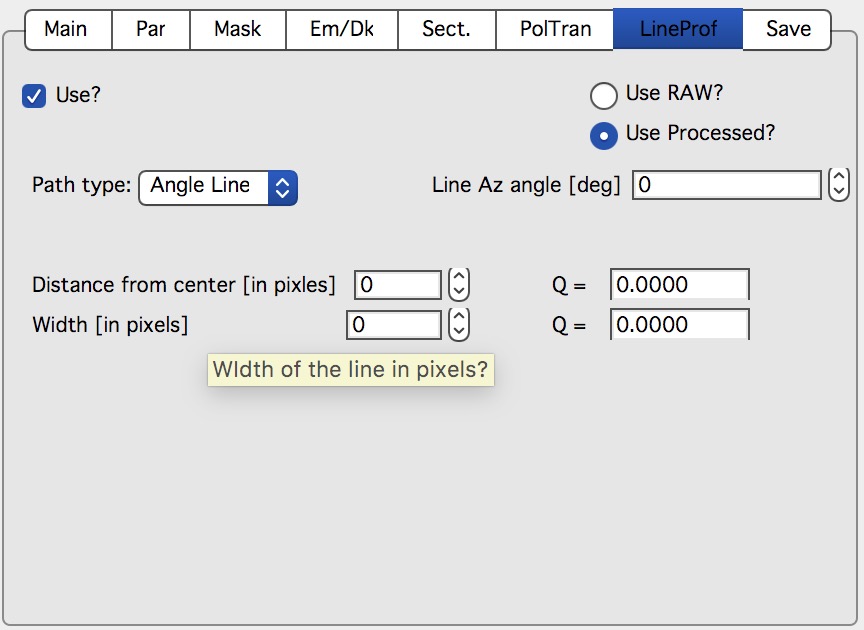 Main Par Mask Em/Dk Sect. PolTran LineProf Save
Use? Use RAW?
Use Processed?
Path type: Angle Line Line Az angle [deg] 0
Distance from center [in pixles] 0 Q = 0.0000
Width [in pixels] 0 Q = 0.0000
WIdth of the line in pixels?